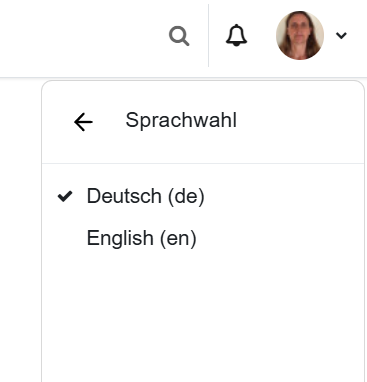 Sprachwahl
Deutsch ‎(de)‎
English ‎(en)‎